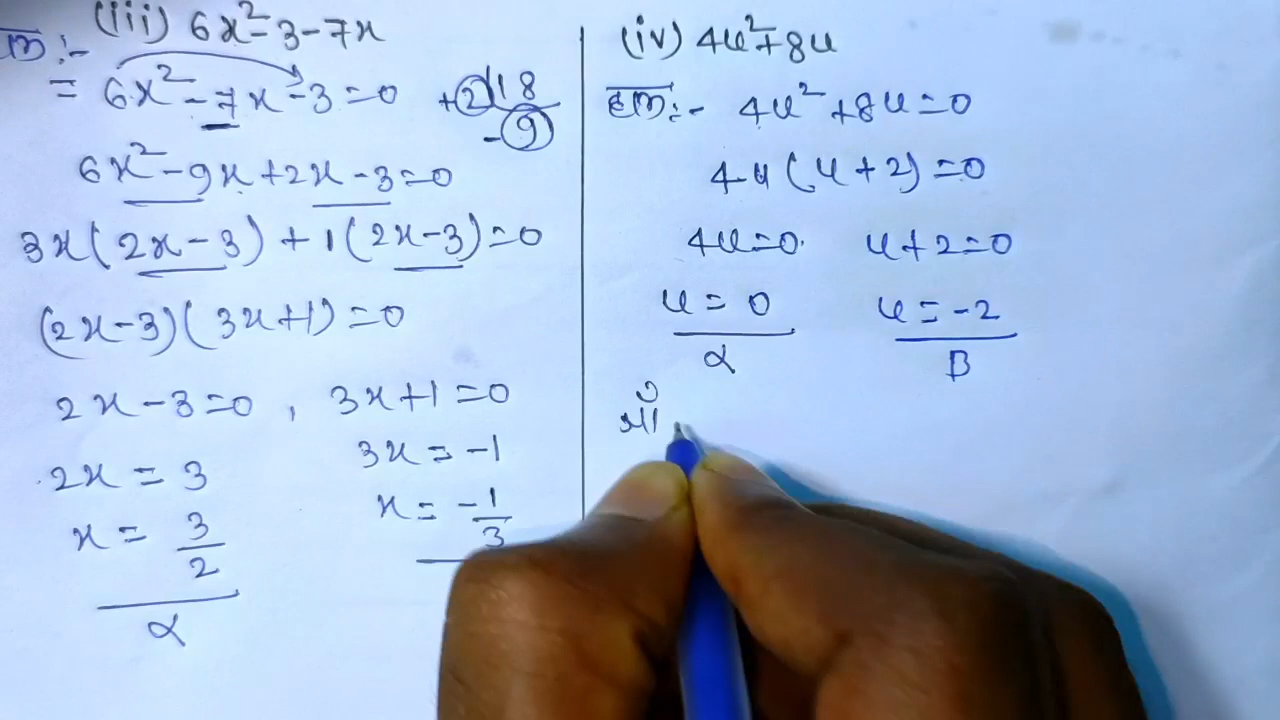 (iii) 6x² - 3 - 7x
:-
= 6x² - 7x - 3 = 0 +2|18
-9
6x² - 9x + 2x - 3 = 0
3x(2x - 3) + 1(2x - 3) = 0
(2x - 3)(3x + 1) = 0
2x - 3 = 0 , 3x + 1 = 0
2x = 3 3x = -1
x = 3/2 x = -1/3
α
(iv) 4u² + 8u
हल :- 4u² + 8u = 0
4u(u + 2) = 0
4u = 0 u + 2 = 0
u = 0 u = -2
α β